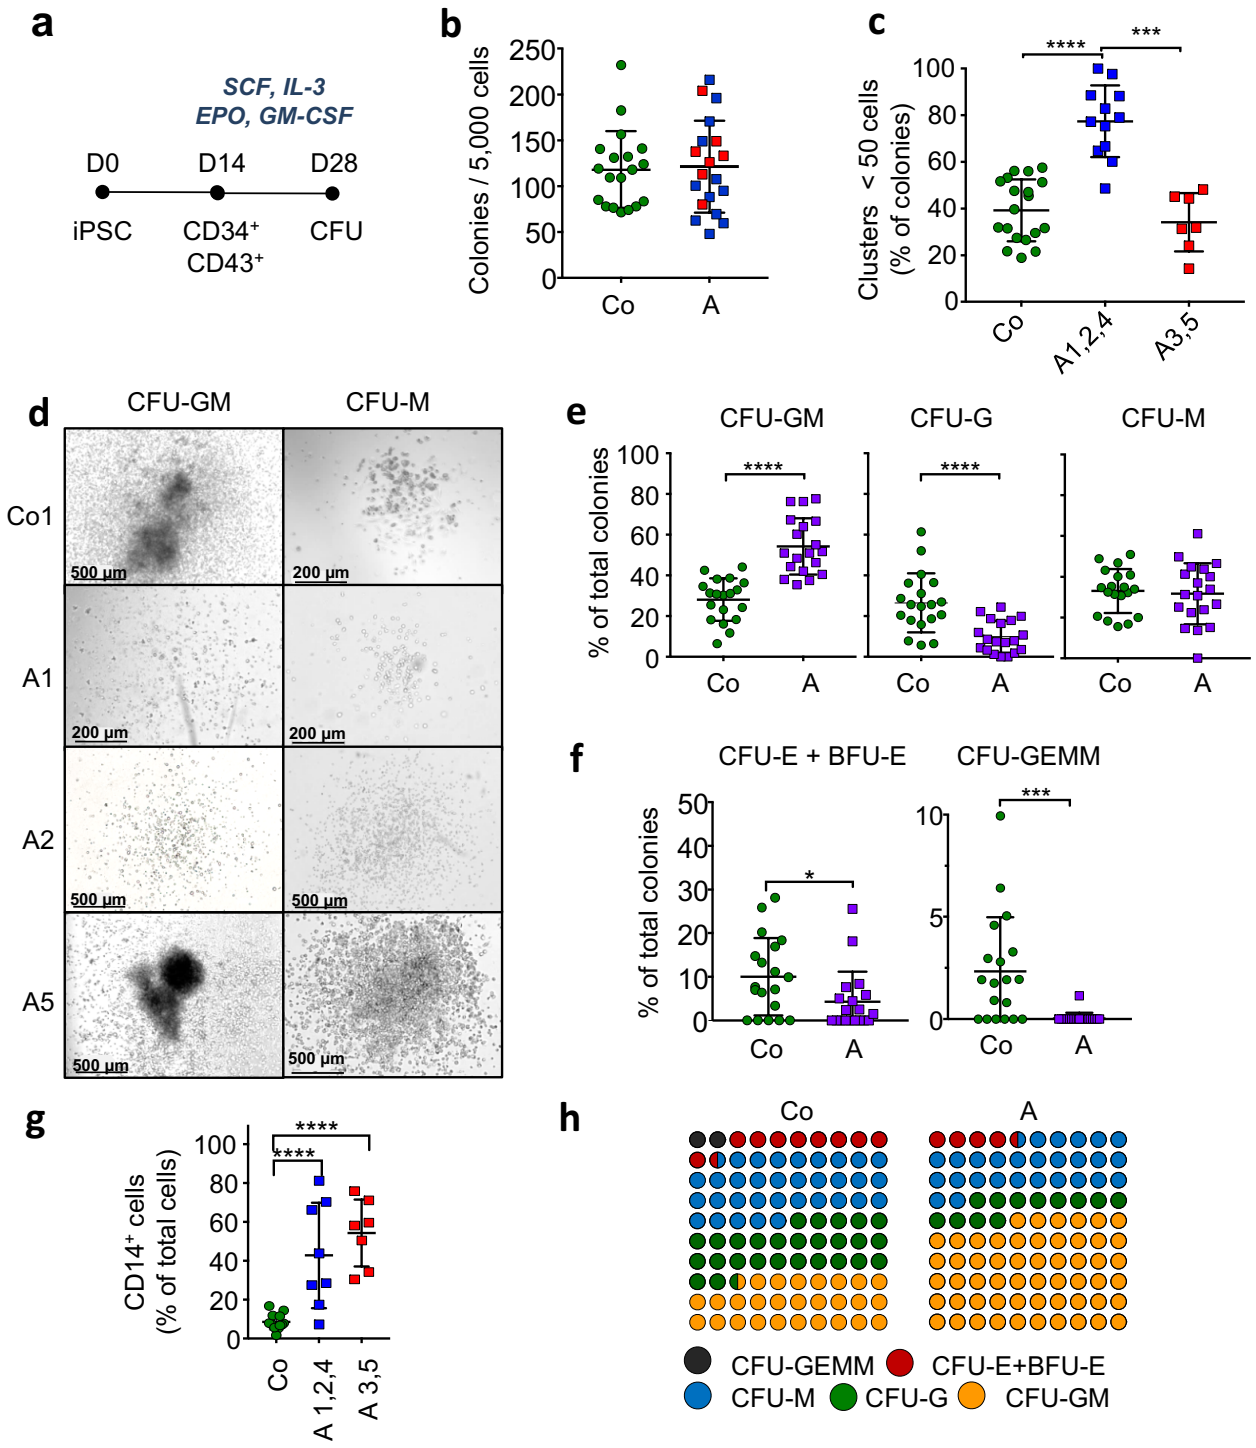 a
SCF, IL-3
EPO, GM-CSF
D0 D14 D28
iPSC CD34+ CFU
CD43+
b
Colonies / 5,000 cells
250
200
150
100
50
0
Co A
c
Clusters < 50 cells
(% of colonies)
**** ***
100
80
60
40
20
0
Co A1,2,4 A3,5
d
CFU-GM CFU-M
Co1
500 µm 200 µm
A1
200 µm 200 µm
A2
500 µm 500 µm
A5
500 µm 500 µm
e
CFU-GM CFU-G CFU-M
% of total colonies
100
80
60
40
20
0
**** ****
Co A Co A Co A
f
CFU-E + BFU-E CFU-GEMM
% of total colonies
50
40
30
20
10
0
*
Co A
10
5
0
***
Co A
g
CD14+ cells
(% of total cells)
100
80
60
40
20
0
****
****
Co A 1,2,4 A 3,5
h
Co A
CFU-GEMM CFU-E+BFU-E
CFU-M CFU-G CFU-GM